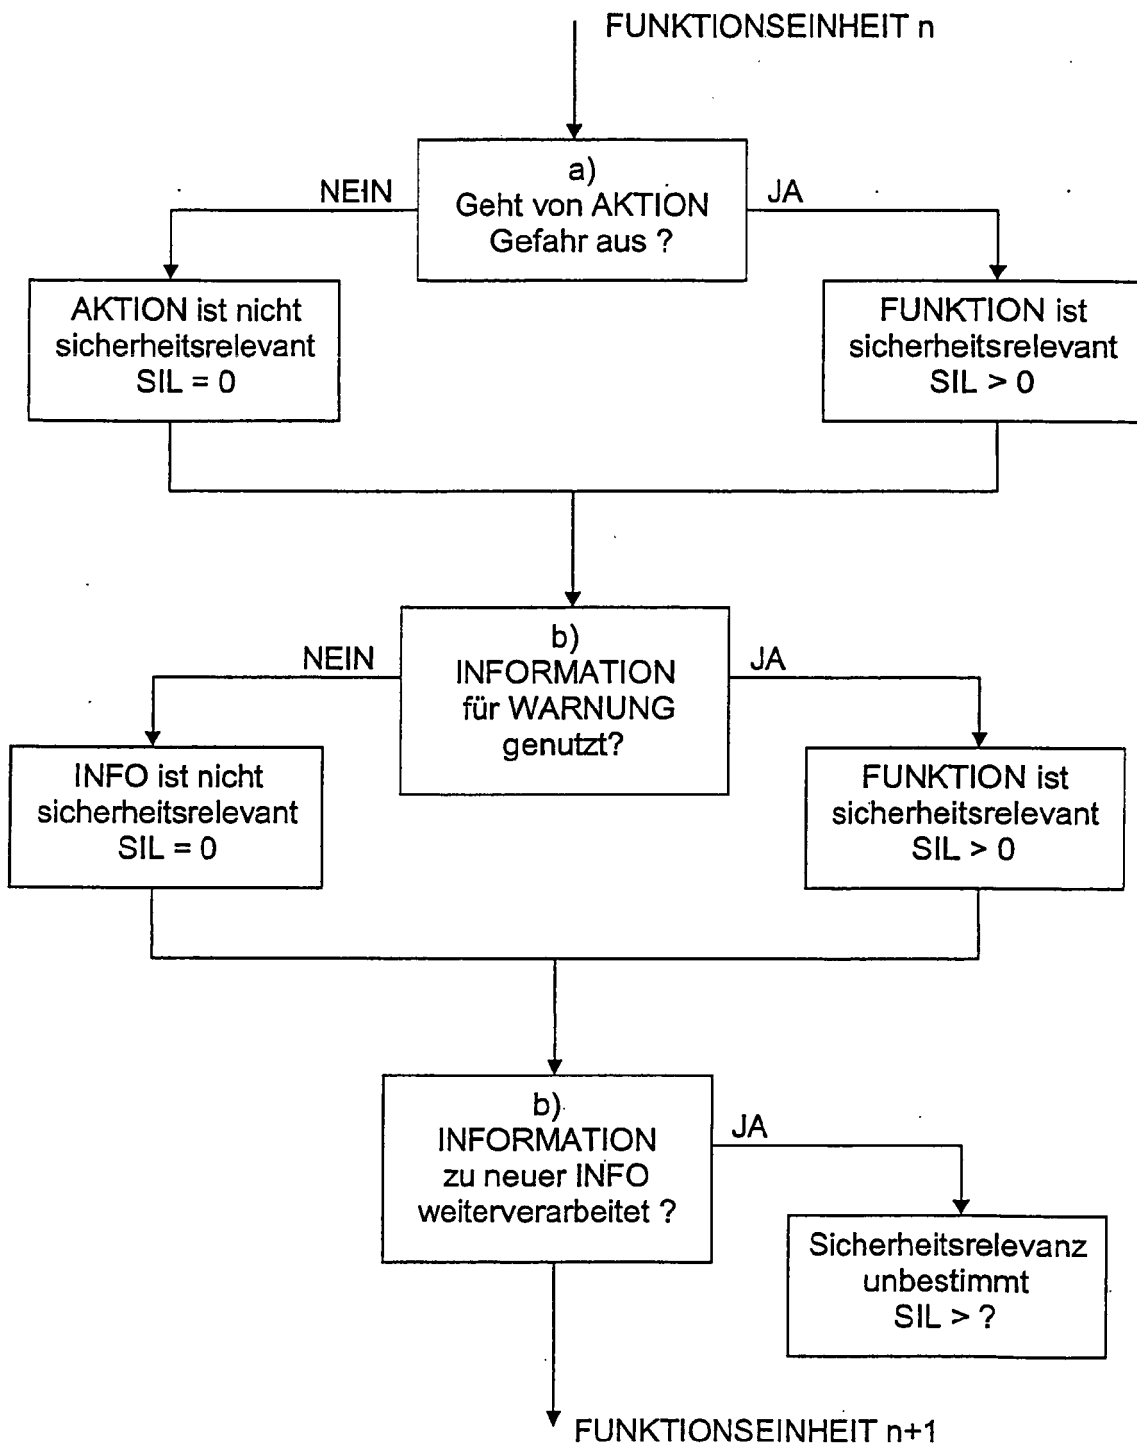 FUNKTIONSEINHEIT n
a)
Geht von AKTION
Gefahr aus ?
NEIN
JA
AKTION ist nicht
sicherheitsrelevant
SIL = 0
FUNKTION ist
sicherheitsrelevant
SIL > 0
b)
INFORMATION
für WARNUNG
genutzt?
NEIN
JA
INFO ist nicht
sicherheitsrelevant
SIL = 0
FUNKTION ist
sicherheitsrelevant
SIL > 0
b)
INFORMATION
zu neuer INFO
weiterverarbeitet ?
JA
Sicherheitsrelevanz
unbestimmt
SIL > ?
FUNKTIONSEINHEIT n+1